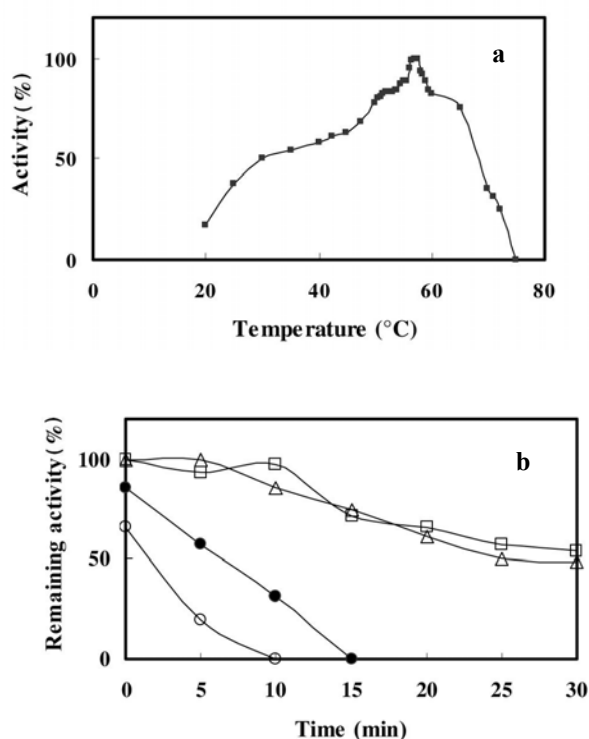 a
Activity (%)
100
50
0
0 20 40 60 80
Temperature (°C)
b
Remaining activity (%)
100
50
0
0 5 10 15 20 25 30
Time (min)